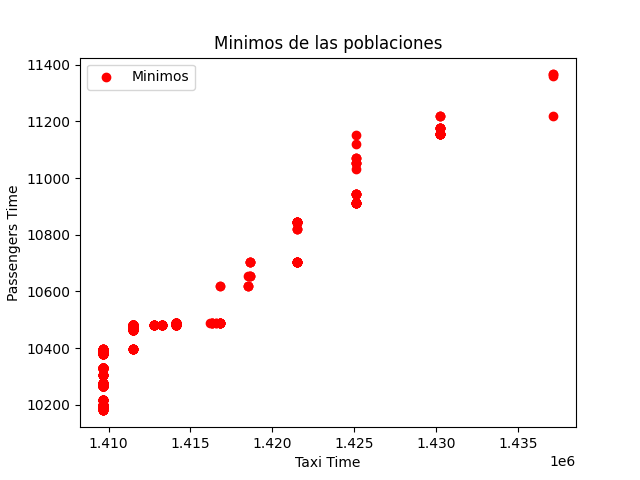 Minimos de las poblaciones
Minimos
Passengers Time
11400
11200
11000
10800
10600
10400
10200
1.410 1.415 1.420 1.425 1.430 1.435
1e6
Taxi Time